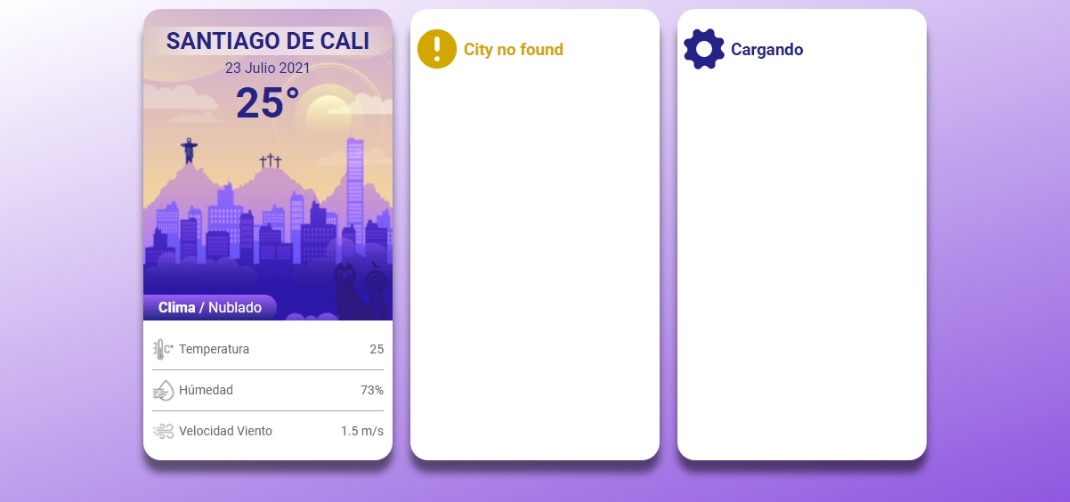 SANTIAGO DE CALI
23 Julio 2021
25°
Clima / Nublado
C° Temperatura 25
Húmedad 73%
Velocidad Viento 1.5 m/s
City no found
Cargando